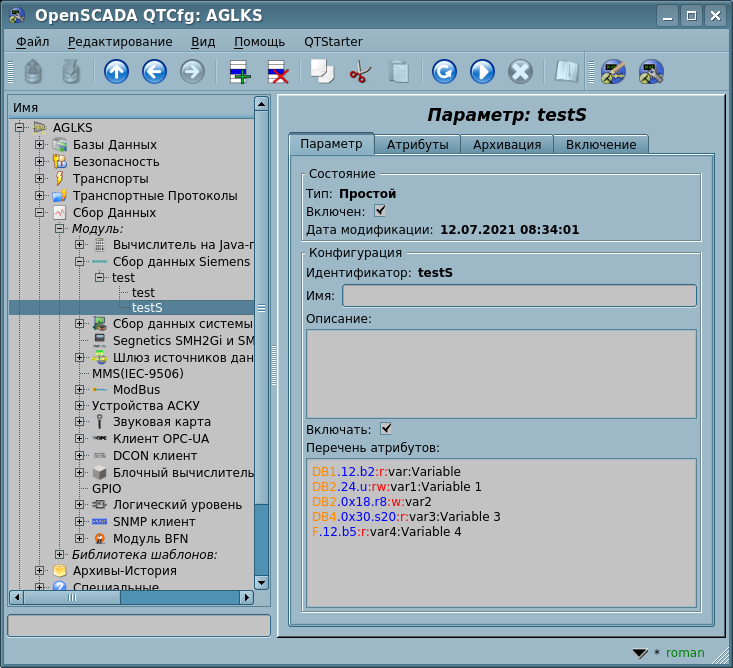 OpenSCADA QTCfg: AGLKS
Файл Редактирование Вид Помощь QTStarter
Имя
AGLKS
Базы Данных
Безопасность
Транспорты
Транспортные Протоколы
Сбор Данных
Модуль:
Вычислитель на Java-п
Сбор данных Siemens
test
test
testS
Сбор данных системы
Segnetics SMH2Gi и SM
Шлюз источников дан
MMS(IEC-9506)
ModBus
Устройства АСКУ
Звуковая карта
Клиент OPC-UA
DCON клиент
Блочный вычислитель
GPIO
Логический уровень
SNMP клиент
Модуль BFN
Библиотека шаблонов:
Архивы-История
Специальные
Параметр: testS
Параметр Атрибуты Архивация Включение
Состояние
Тип: Простой
Включен:
Дата модификации: 12.07.2021 08:34:01
Конфигурация
Идентификатор: testS
Имя:
Описание:
Включать:
Перечень атрибутов:
DB1.12.b2:r:var:Variable
DB2.24.u:rw:var1:Variable 1
DB2.0x18.r8:w:var2
DB4.0x30.s20:r:var3:Variable 3
F.12.b5:r:var4:Variable 4
* roman